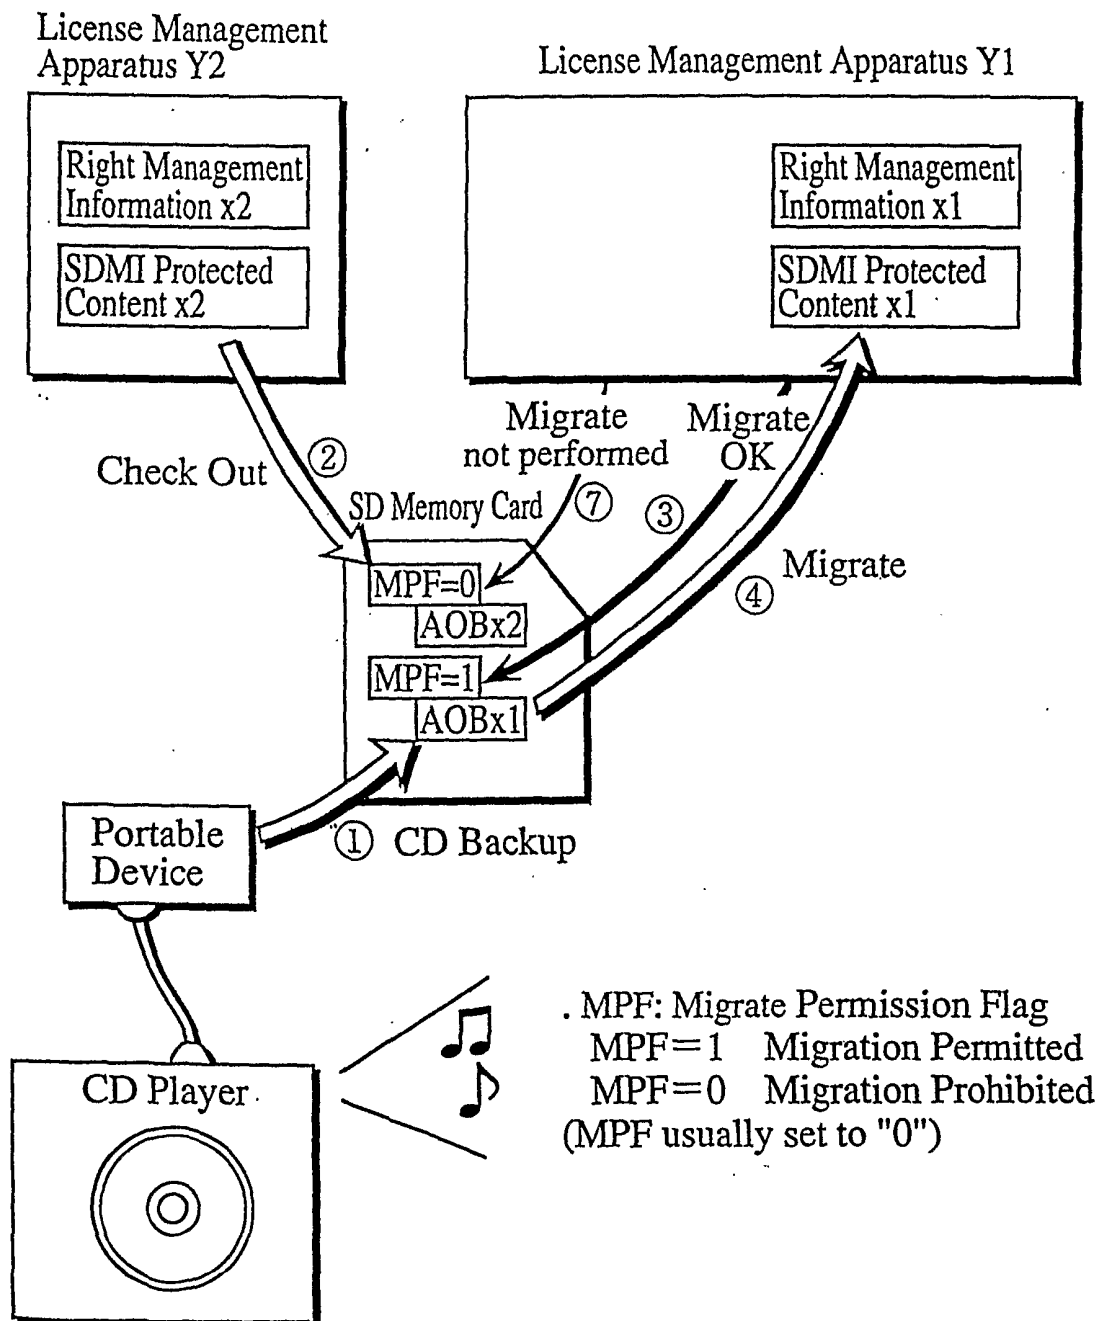 License Management
Apparatus Y2
License Management Apparatus Y1
Right Management
Information x2
SDMI Protected
Content x2
Right Management
Information x1
SDMI Protected
Content x1
Migrate
not performed
Migrate
OK
Check Out
②
⑦
③
④
Migrate
SD Memory Card
MPF=0
AOBx2
MPF=1
AOBx1
Portable
Device
① CD Backup
CD Player
MPF: Migrate Permission Flag
MPF=1 Migration Permitted
MPF=0 Migration Prohibited
(MPF usually set to "0")